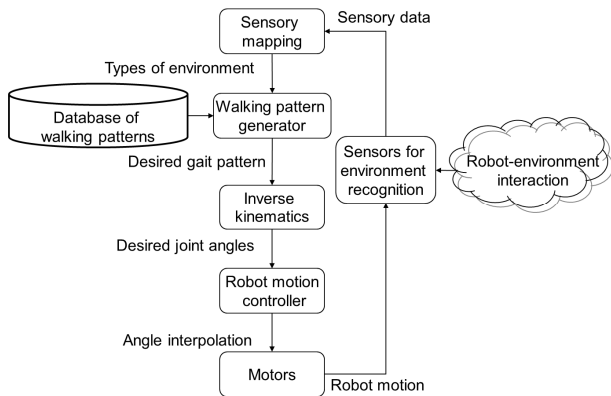 Sensory
mapping
Sensory data
Types of environment
Database of
walking patterns
Walking pattern
generator
Desired gait pattern
Sensors for
environment
recognition
Robot-environment
interaction
Inverse
kinematics
Desired joint angles
Robot motion
controller
Angle interpolation
Motors
Robot motion